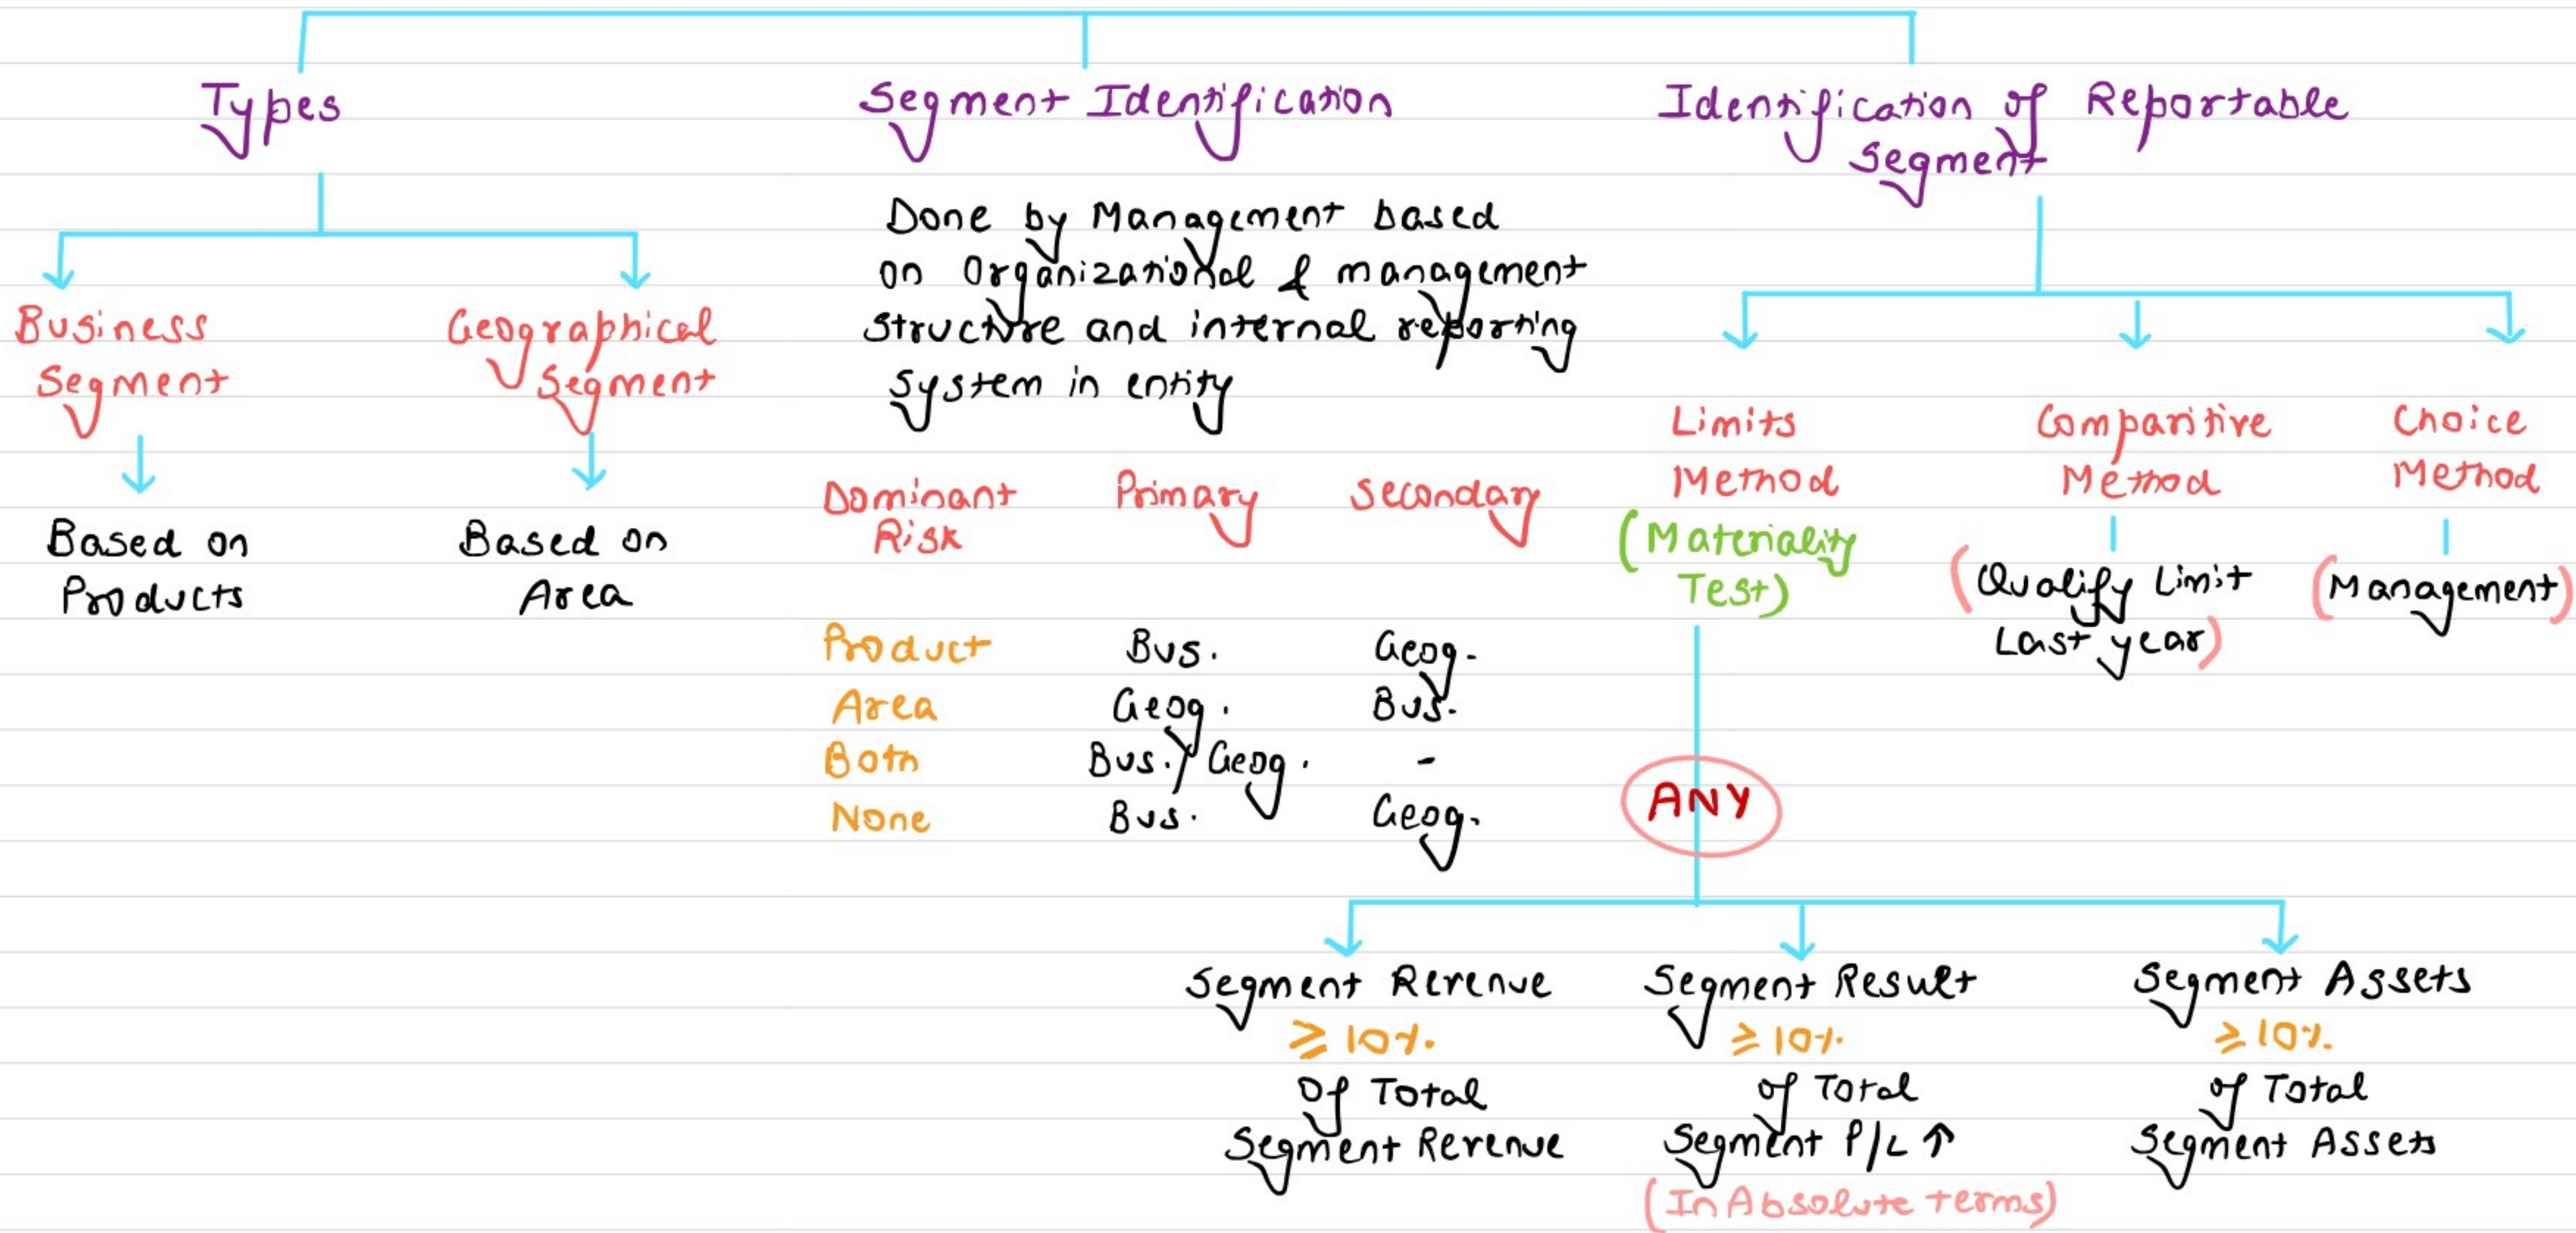 Types
Business
Segment
Based on
Products
Geographical
Segment
Based on
Area
Segment Identification
Done by Management based
on Organizational & management
structure and internal reporting
system in entity
Dominant Risk Primary Secondary
Product Bus. Geog.
Area Geog. Bus.
Both Bus./Geog. -
None Bus. Geog.
Identification of Reportable
Segment
Limits
Method
(Materiality
Test)
Comparitive
Method
(Qualify Limit
Last year)
Choice
Method
(Management)
ANY
Segment Revenue
≥ 10%
Of Total
Segment Revenue
Segment Result
≥ 10%
of Total
Segment P/L ↑
(In Absolute terms)
Segment Assets
≥ 10%
of Total
Segment Assets